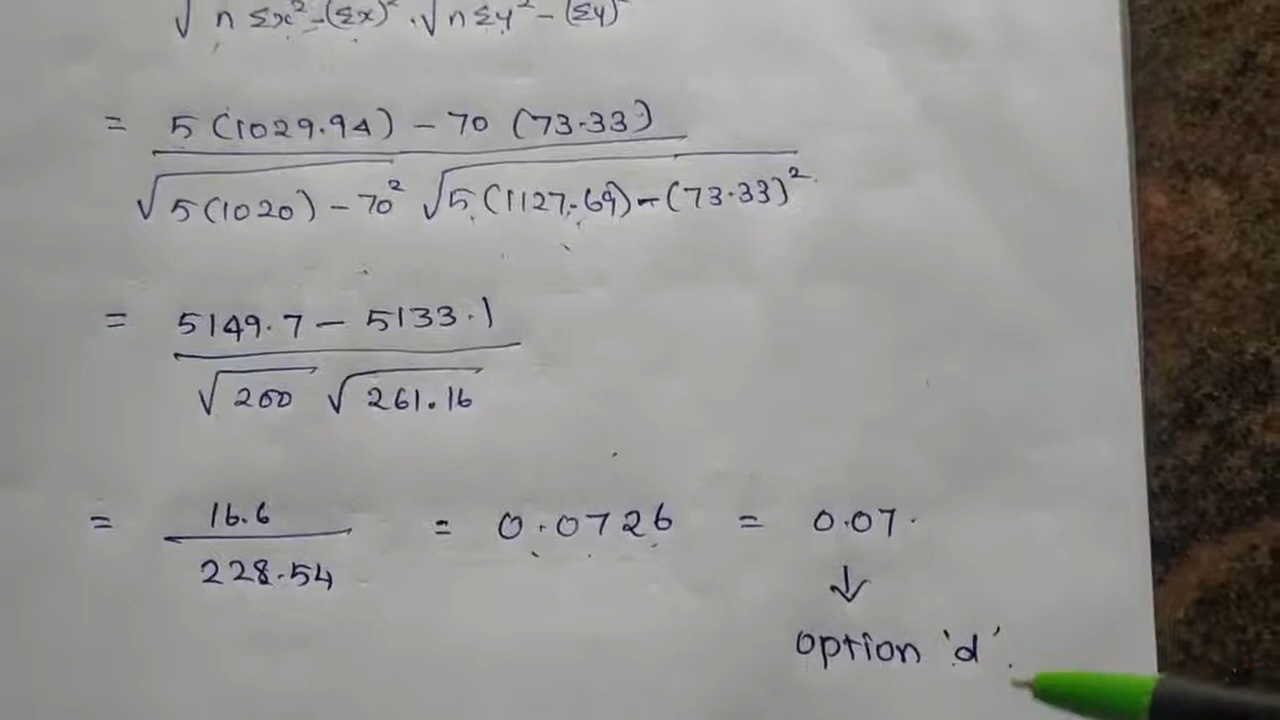 √ n Σx² - (Σx)² . √ n Σy² - (Σy)²
= 5 (1029.94) - 70 (73.33)
√ 5(1020) - 70² √ 5 (1127.69) - (73.33)²
= 5149.7 - 5133.1
√ 200 √ 261.16
= 16.6 = 0.0726 = 0.07.
228.54
↓
option 'd'.